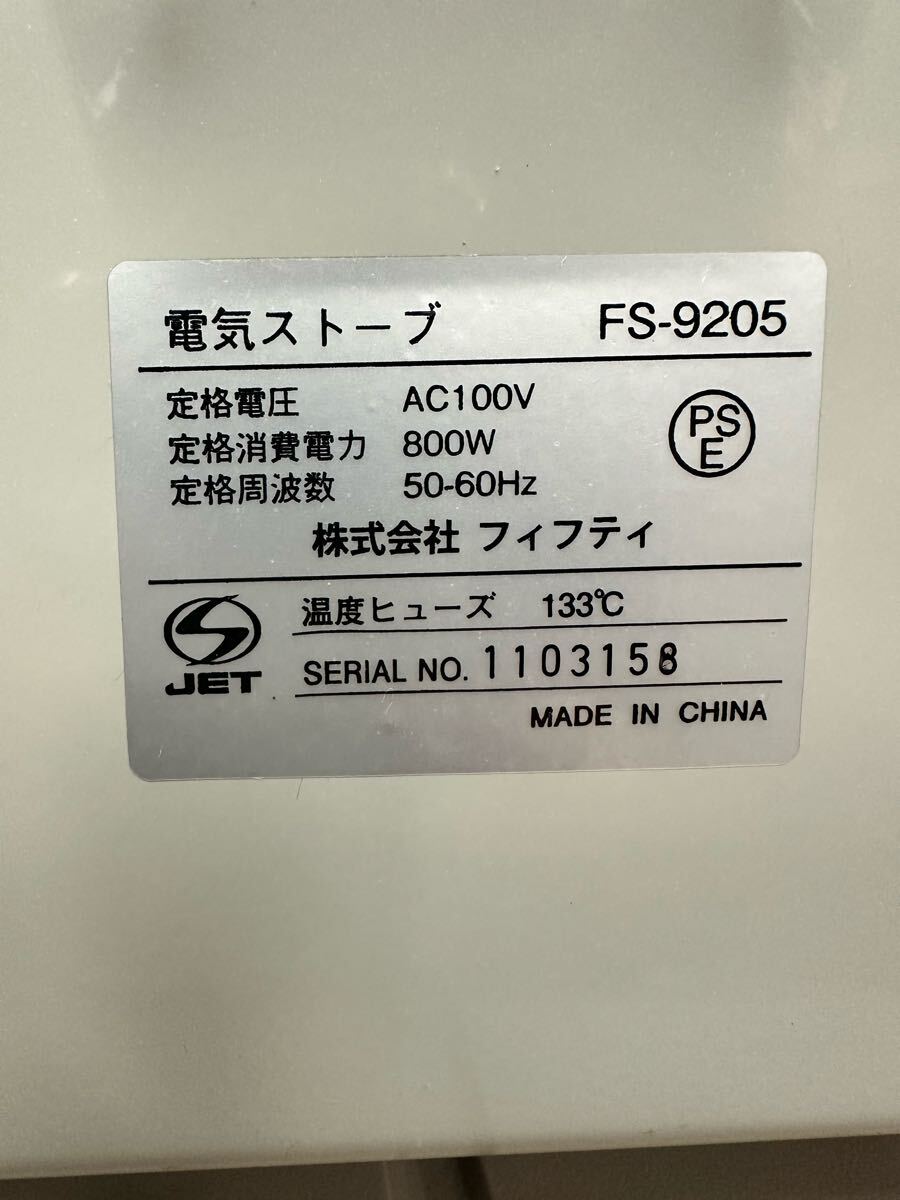 電気ストーブ FS-9205
定格電圧 AC100V
定格消費電力 800W
定格周波数 50-60Hz
PS
E
株式会社 フィフティ
温度ヒューズ 133℃
JET
SERIAL NO. 1103158
MADE IN CHINA